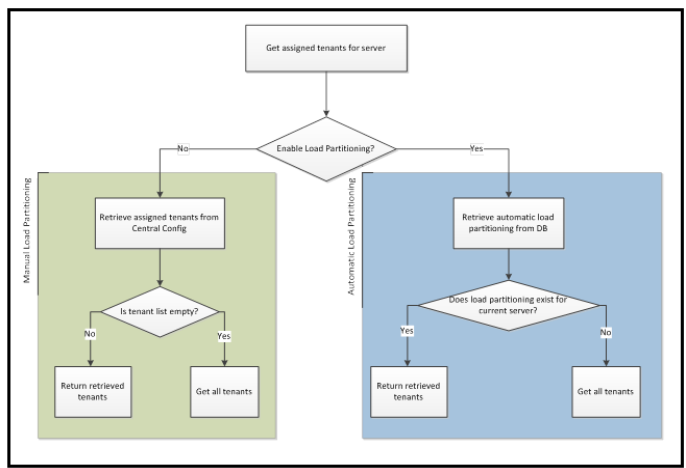 Get assigned tenants for server
Enable Load Partitioning?
No
Yes
Manual Load Partitioning
Retrieve assigned tenants from
Central Config
Is tenant list empty?
No
Yes
Return retrieved
tenants
Get all tenants
Automatic Load Partitioning
Retrieve automatic load
partitioning from DB
Does load partitioning exist for
current server?
Yes
No
Return retrieved
tenants
Get all tenants